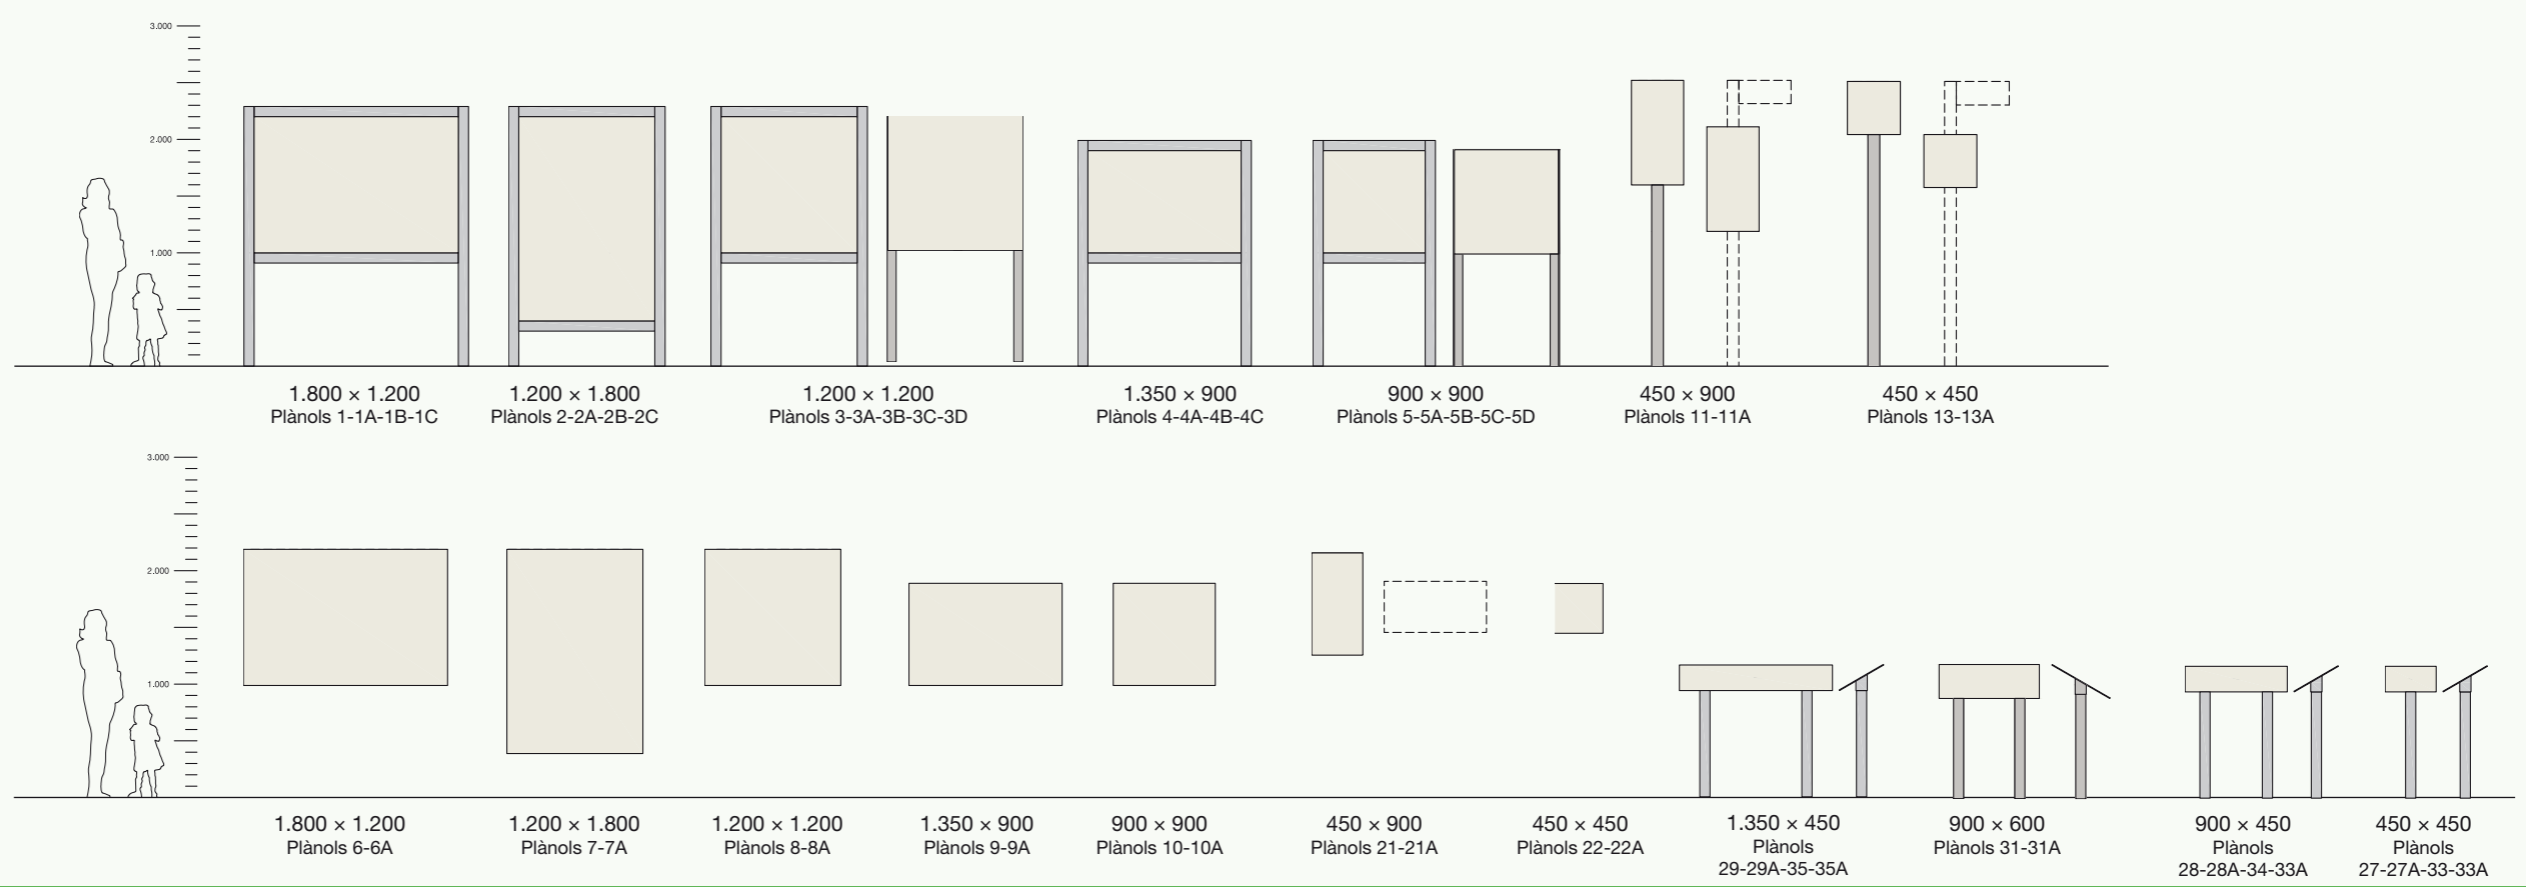 3.000
2.000
1.000
1.800 × 1.200
Plànols 1-1A-1B-1C
1.200 × 1.800
Plànols 2-2A-2B-2C
1.200 × 1.200
Plànols 3-3A-3B-3C-3D
1.350 × 900
Plànols 4-4A-4B-4C
900 × 900
Plànols 5-5A-5B-5C-5D
450 × 900
Plànols 11-11A
450 × 450
Plànols 13-13A
3.000
2.000
1.000
1.800 × 1.200
Plànols 6-6A
1.200 × 1.800
Plànols 7-7A
1.200 × 1.200
Plànols 8-8A
1.350 × 900
Plànols 9-9A
900 × 900
Plànols 10-10A
450 × 900
Plànols 21-21A
450 × 450
Plànols 22-22A
1.350 × 450
Plànols
29-29A-35-35A
900 × 600
Plànols 31-31A
900 × 450
Plànols
28-28A-34-33A
450 × 450
Plànols
27-27A-33-33A